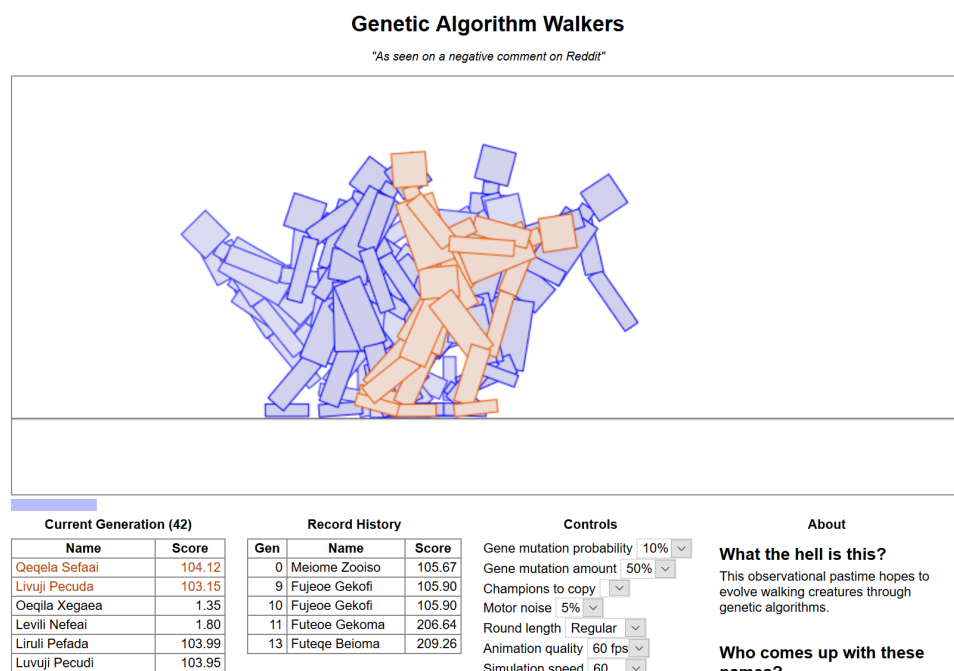 Genetic Algorithm Walkers
"As seen on a negative comment on Reddit"
Current Generation (42)
Name Score
Qeqela Sefaai 104.12
Livuji Pecuda 103.15
Oeqila Xegaea 1.35
Levili Nefeai 1.80
Liruli Pefada 103.99
Luvuji Pecudi 103.95
Record History
Gen Name Score
0 Meiome Zooiso 105.67
9 Fujeoe Gekofi 105.90
10 Fujeoe Gekofi 105.90
11 Futeoe Gekoma 206.64
13 Futeqe Beioma 209.26
Controls
Gene mutation probability 10%
Gene mutation amount 50%
Champions to copy
Motor noise 5%
Round length Regular
Animation quality 60 fps
Simulation speed 60
About
What the hell is this?
This observational pastime hopes to
evolve walking creatures through
genetic algorithms.
Who comes up with these
names?